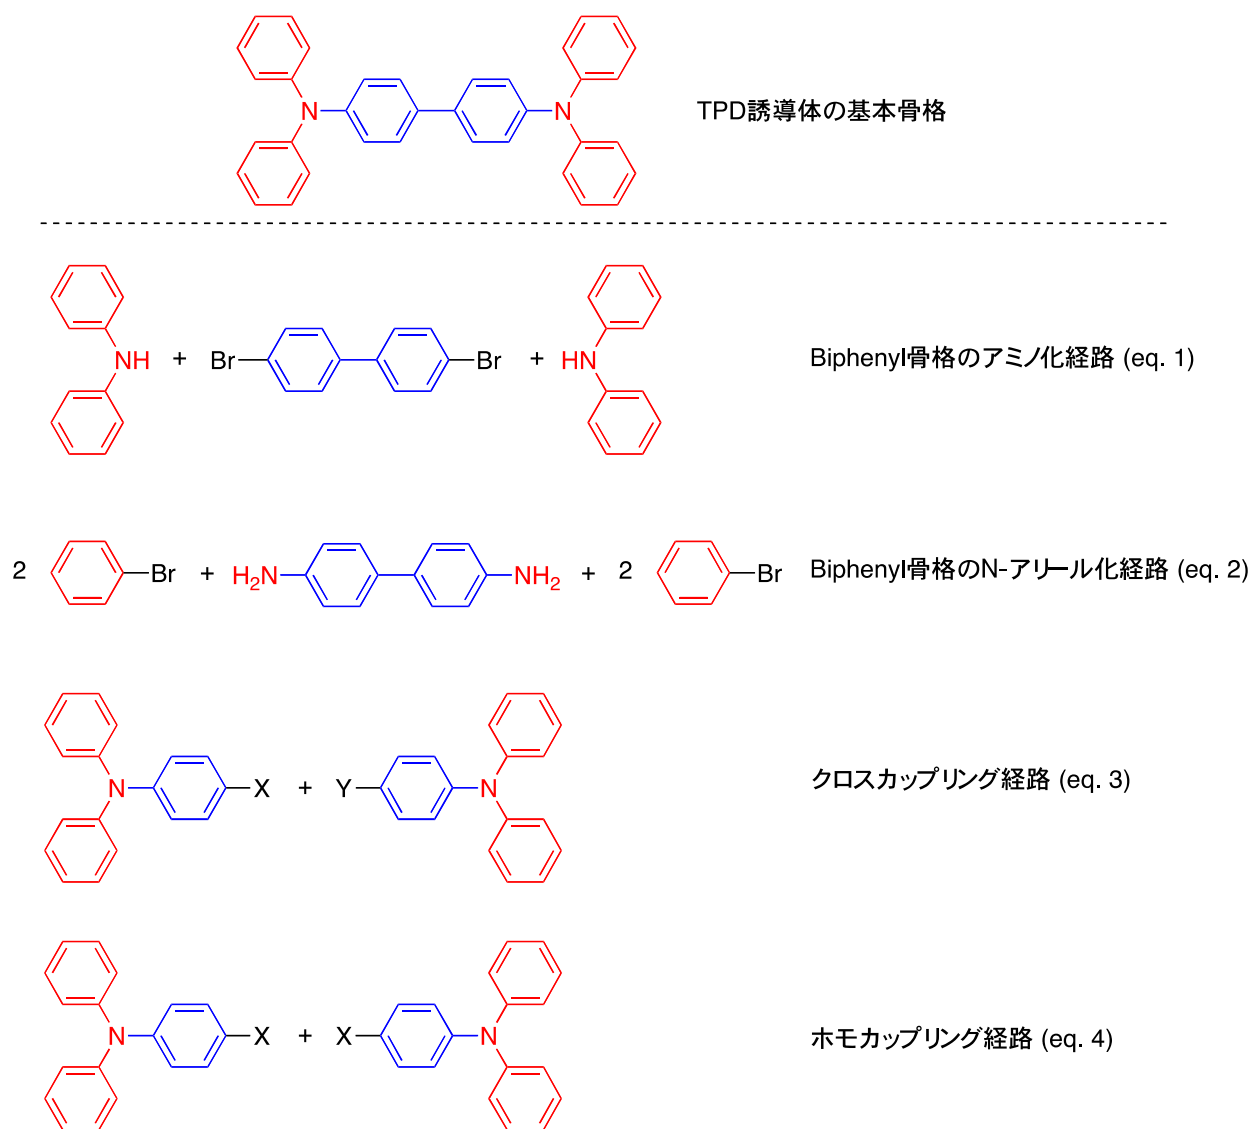 N N TPD誘導体の基本骨格
NH + Br Br + HN Biphenyl骨格のアミノ化経路 (eq. 1)
2 Br + H2N NH2 + 2 Br Biphenyl骨格のN-アリール化経路 (eq. 2)
N X + Y N クロスカップリング経路 (eq. 3)
N X + X N ホモカップリング経路 (eq. 4)